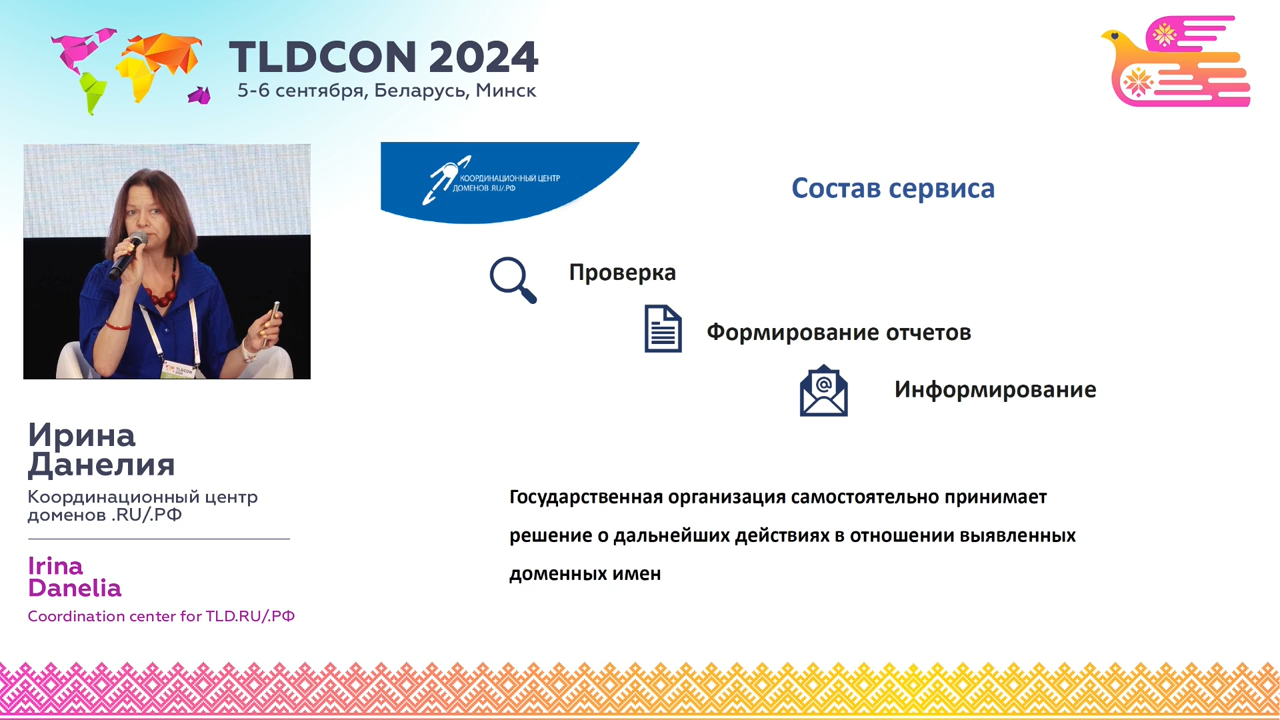 TLDCON 2024
5-6 сентября, Беларусь, Минск
КООРДИНАЦИОННЫЙ ЦЕНТР
ДОМЕНОВ .RU/.РФ
Состав сервиса
Проверка
Формирование отчетов
Информирование
Государственная организация самостоятельно принимает
решение о дальнейших действиях в отношении выявленных
доменных имен
Ирина
Данелия
Координационный центр
доменов .RU/.РФ
Irina
Danelia
Coordination center for TLD.RU/.РФ
TLDCON